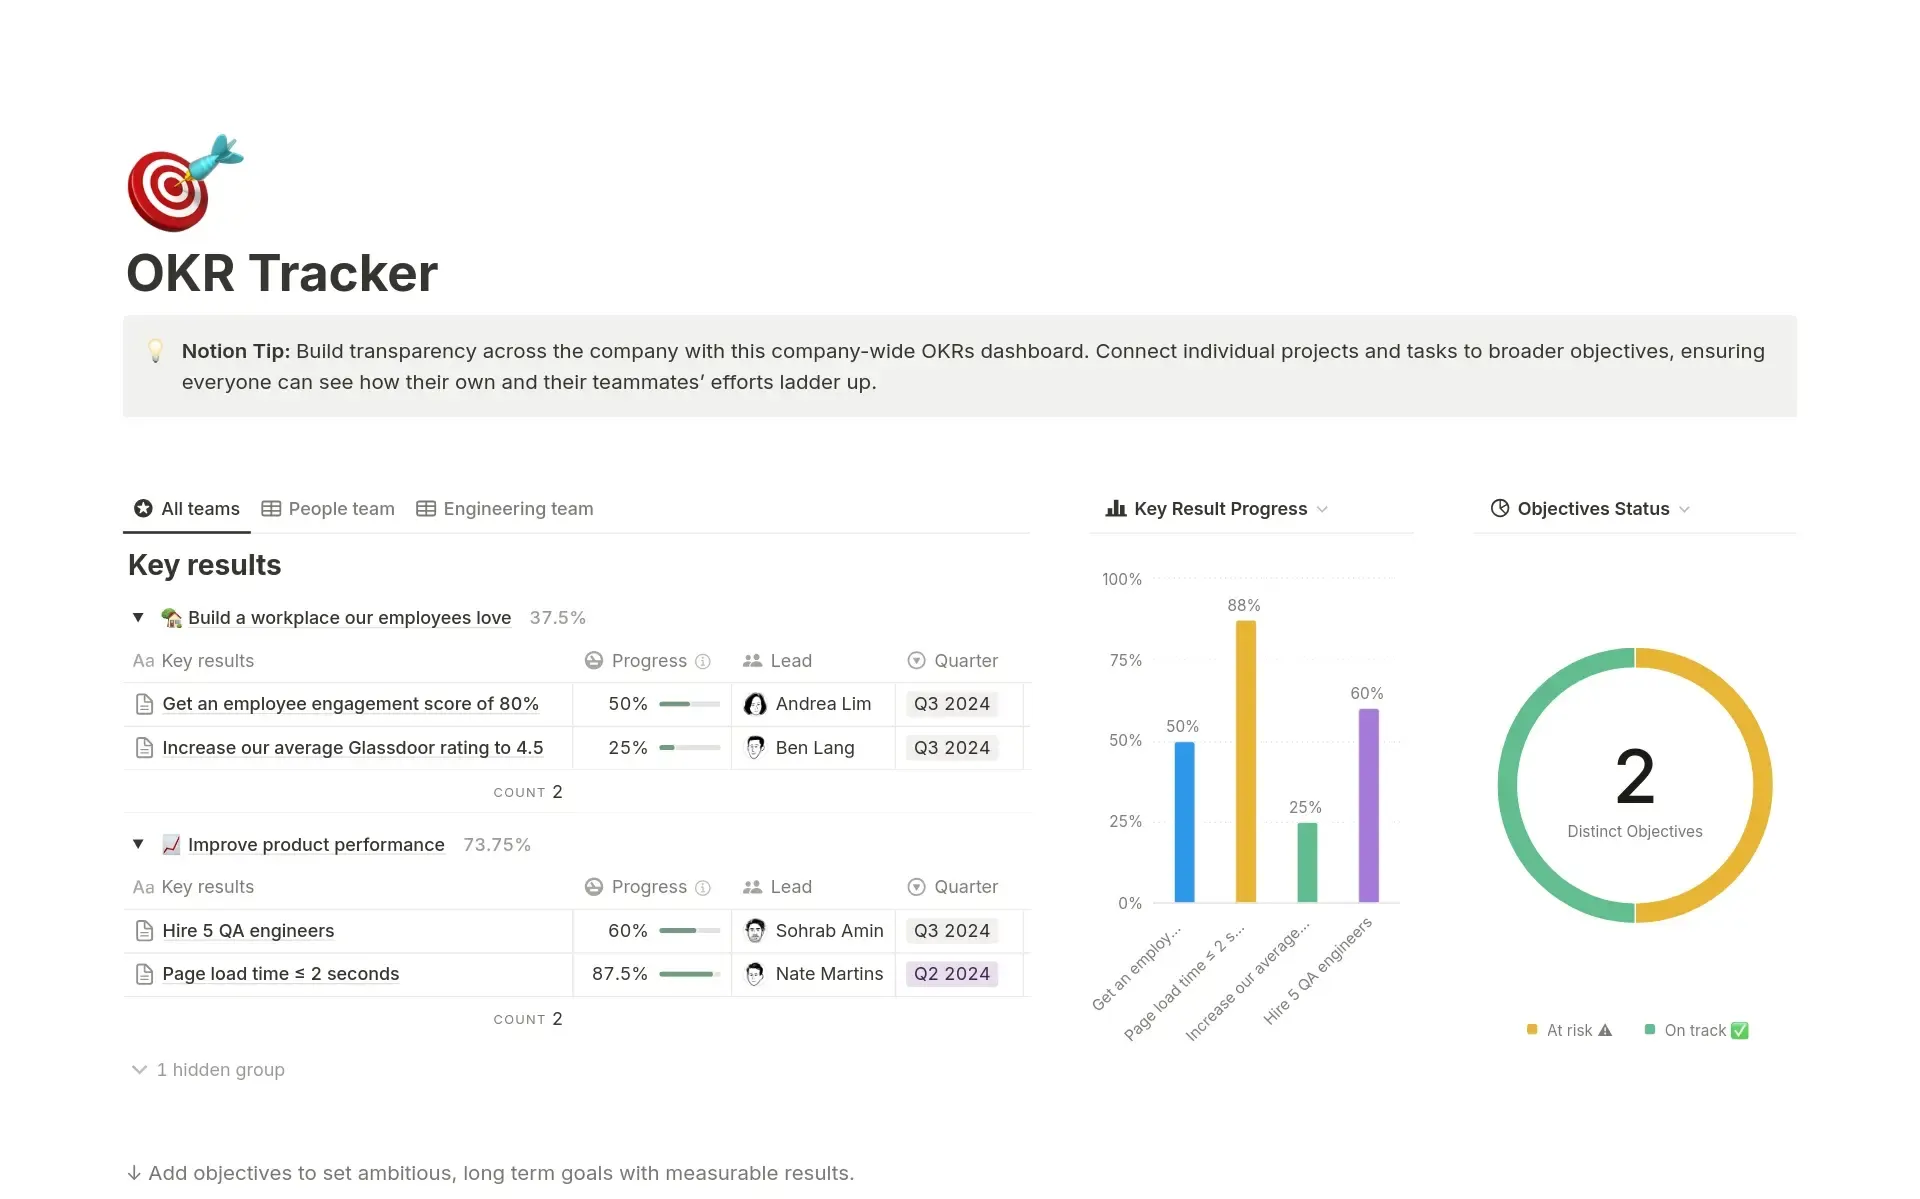 OKR Tracker
Notion Tip: Build transparency across the company with this company-wide OKRs dashboard. Connect individual projects and tasks to broader objectives, ensuring
everyone can see how their own and their teammates’ efforts ladder up.
All teams People team Engineering team
Key results
Build a workplace our employees love 37.5%
Aa Key results Progress Lead Quarter
Get an employee engagement score of 80% 50% Andrea Lim Q3 2024
Increase our average Glassdoor rating to 4.5 25% Ben Lang Q3 2024
COUNT 2
Improve product performance 73.75%
Aa Key results Progress Lead Quarter
Hire 5 QA engineers 60% Sohrab Amin Q3 2024
Page load time ≤ 2 seconds 87.5% Nate Martins Q2 2024
COUNT 2
1 hidden group
Key Result Progress
100%
88%
75%
60%
50%
50%
25%
25%
0%
Get an employ...
Page load time ≤ 2 s...
Increase our average...
Hire 5 QA engineers
Objectives Status
2
Distinct Objectives
At risk On track
↓ Add objectives to set ambitious, long term goals with measurable results.